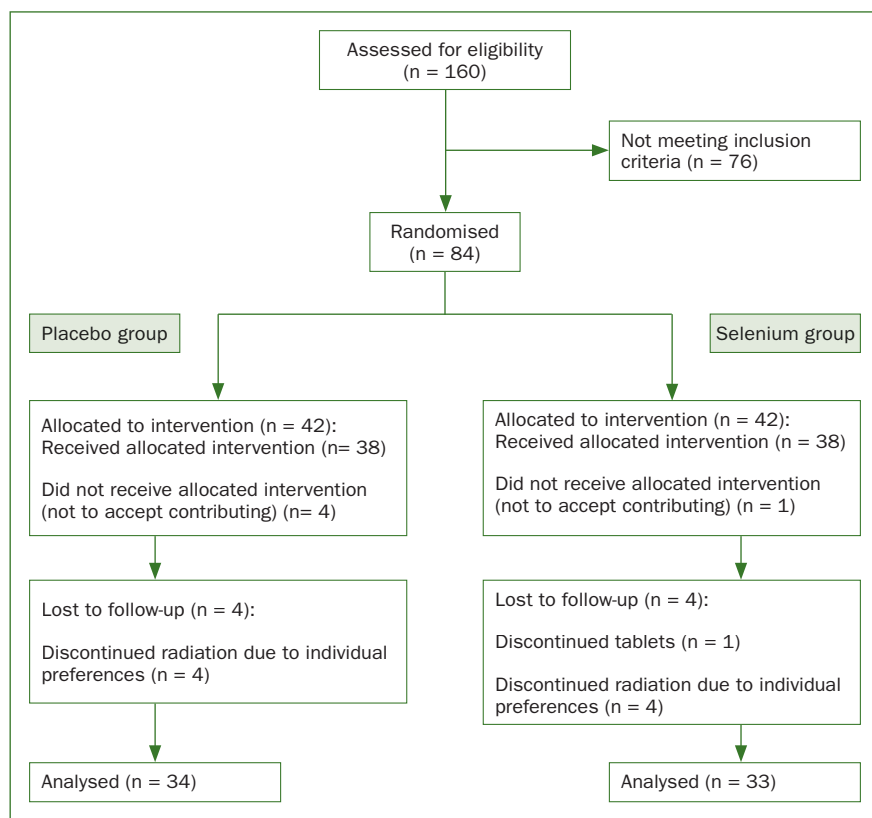 Assessed for eligibility
(n = 160)
Not meeting inclusion
criteria (n = 76)
Randomised
(n = 84)
Placebo group
Selenium group
Allocated to intervention (n = 42):
Received allocated intervention (n= 38)
Did not receive allocated intervention
(not to accept contributing) (n= 4)
Allocated to intervention (n = 42):
Received allocated intervention (n = 38)
Did not receive allocated intervention
(not to accept contributing) (n = 1)
Lost to follow-up (n = 4):
Discontinued radiation due to individual
preferences (n = 4)
Lost to follow-up (n = 4):
Discontinued tablets (n = 1)
Discontinued radiation due to individual
preferences (n = 4)
Analysed (n = 34)
Analysed (n = 33)